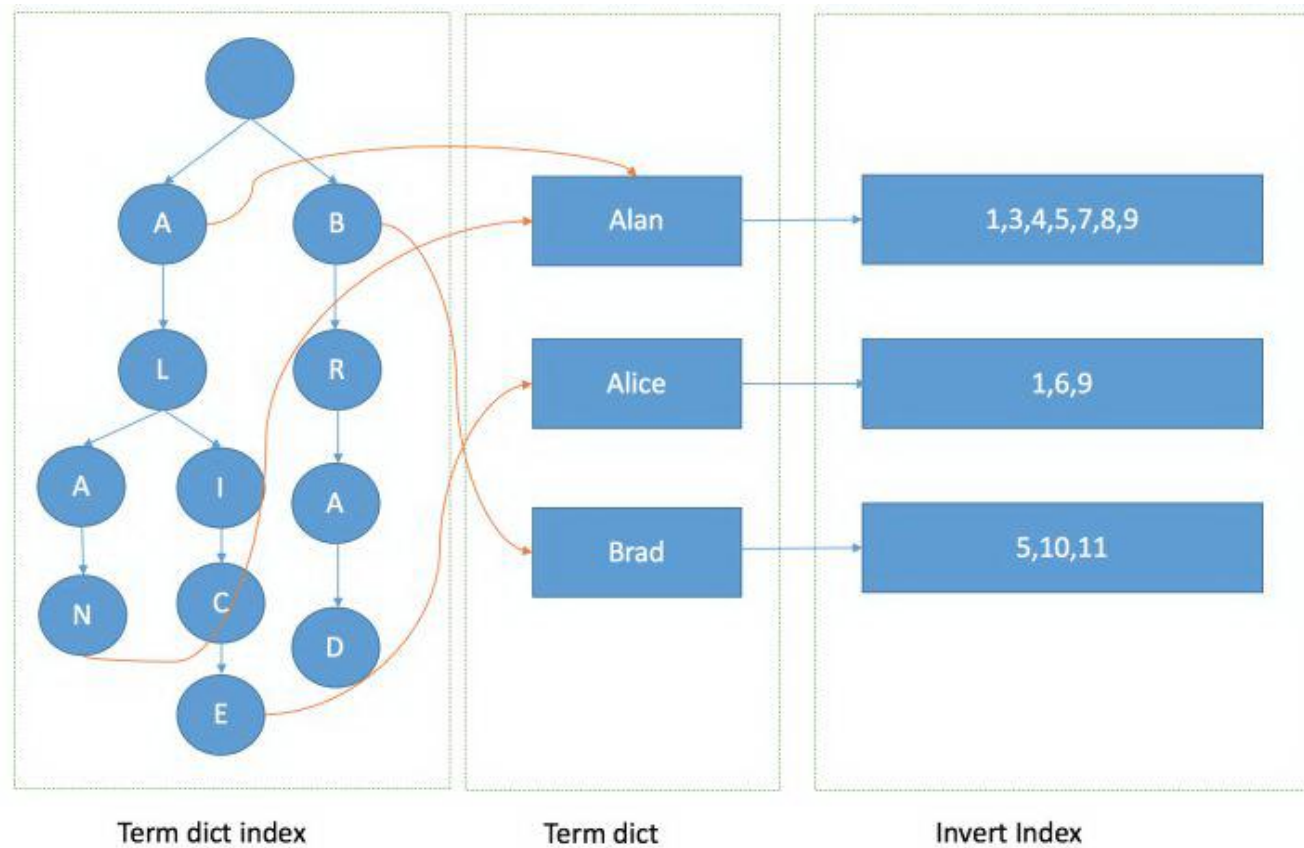 A
B
Alan
1,3,4,5,7,8,9
L
R
Alice
1,6,9
A
I
A
Brad
5,10,11
N
C
D
E
Term dict index
Term dict
Invert Index